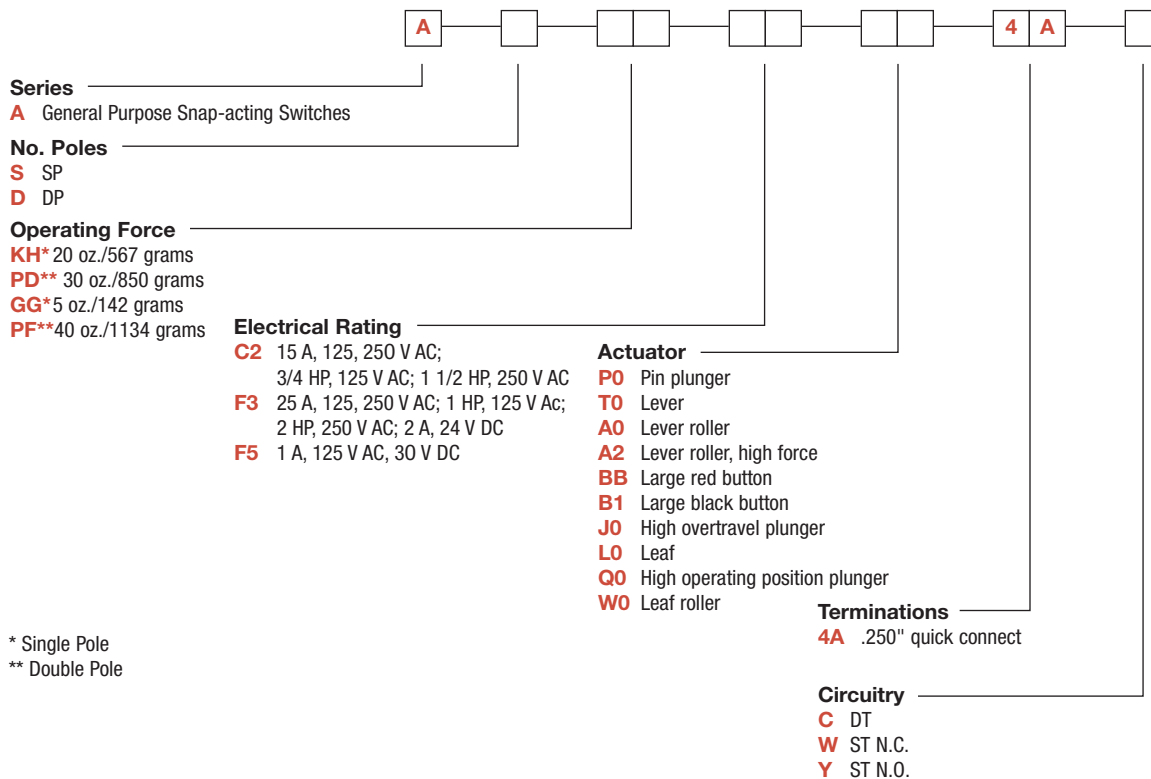 A 4 A
Series
A General Purpose Snap-acting Switches
No. Poles
S SP
D DP
Operating Force
KH* 20 oz./567 grams
PD** 30 oz./850 grams
GG* 5 oz./142 grams
PF** 40 oz./1134 grams
Electrical Rating
C2 15 A, 125, 250 V AC;
3/4 HP, 125 V AC; 1 1/2 HP, 250 V AC
F3 25 A, 125, 250 V AC; 1 HP, 125 V Ac;
2 HP, 250 V AC; 2 A, 24 V DC
F5 1 A, 125 V AC, 30 V DC
Actuator
P0 Pin plunger
T0 Lever
A0 Lever roller
A2 Lever roller, high force
BB Large red button
B1 Large black button
J0 High overtravel plunger
L0 Leaf
Q0 High operating position plunger
W0 Leaf roller
Terminations
4A .250" quick connect
Circuitry
C DT
W ST N.C.
Y ST N.O.
* Single Pole
** Double Pole